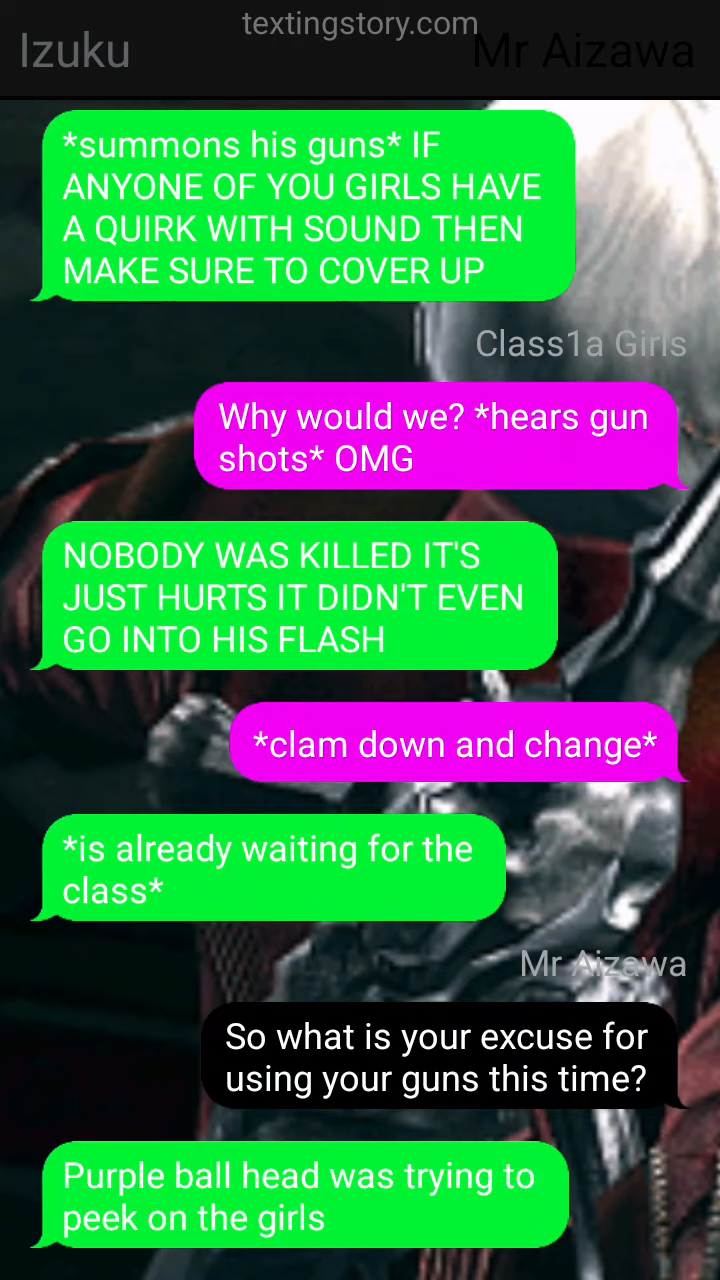 textingstory.com
Izuku
Mr Aizawa
*summons his guns* IF
ANYONE OF YOU GIRLS HAVE
A QUIRK WITH SOUND THEN
MAKE SURE TO COVER UP
Class1a Girls
Why would we? *hears gun
shots* OMG
NOBODY WAS KILLED IT'S
JUST HURTS IT DIDN'T EVEN
GO INTO HIS FLASH
*clam down and change*
*is already waiting for the
class*
Mr Aizawa
So what is your excuse for
using your guns this time?
Purple ball head was trying to
peek on the girls